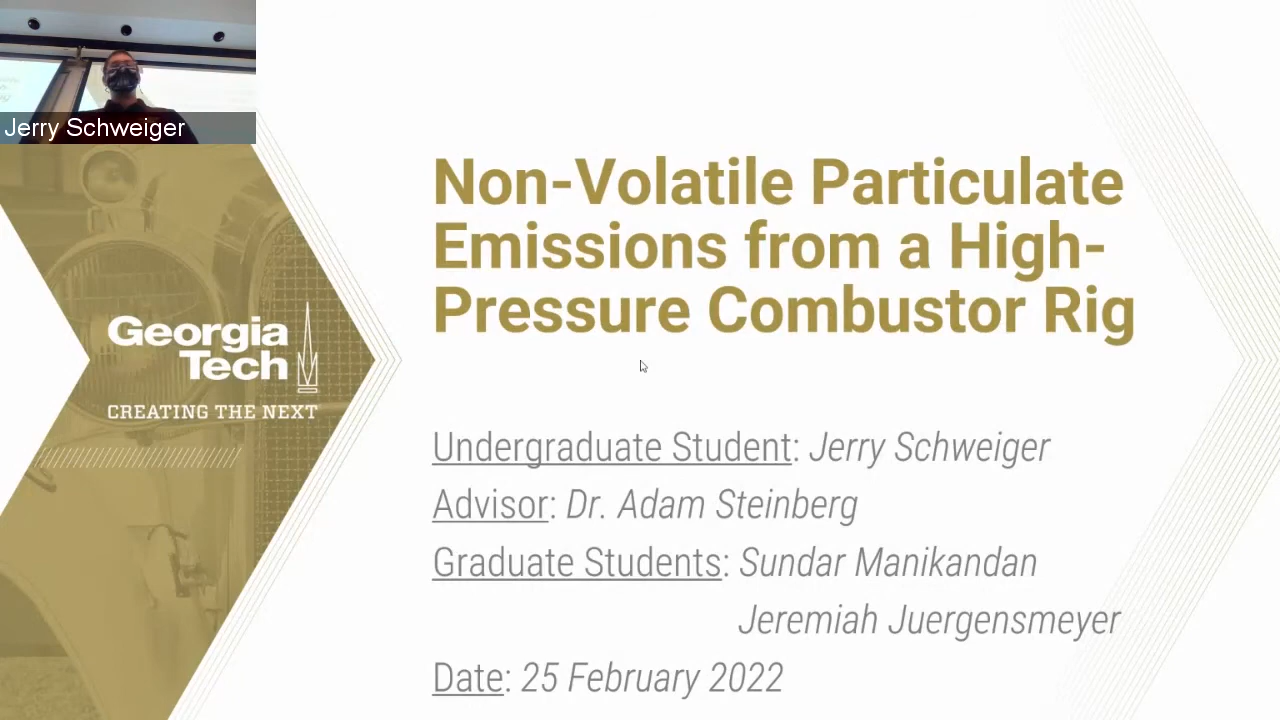 Jerry Schweiger
Non-Volatile Particulate
Emissions from a High-
Pressure Combustor Rig
Georgia
Tech
CREATING THE NEXT
Undergraduate Student: Jerry Schweiger
Advisor: Dr. Adam Steinberg
Graduate Students: Sundar Manikandan
Jeremiah Juergensmeyer
Date: 25 February 2022